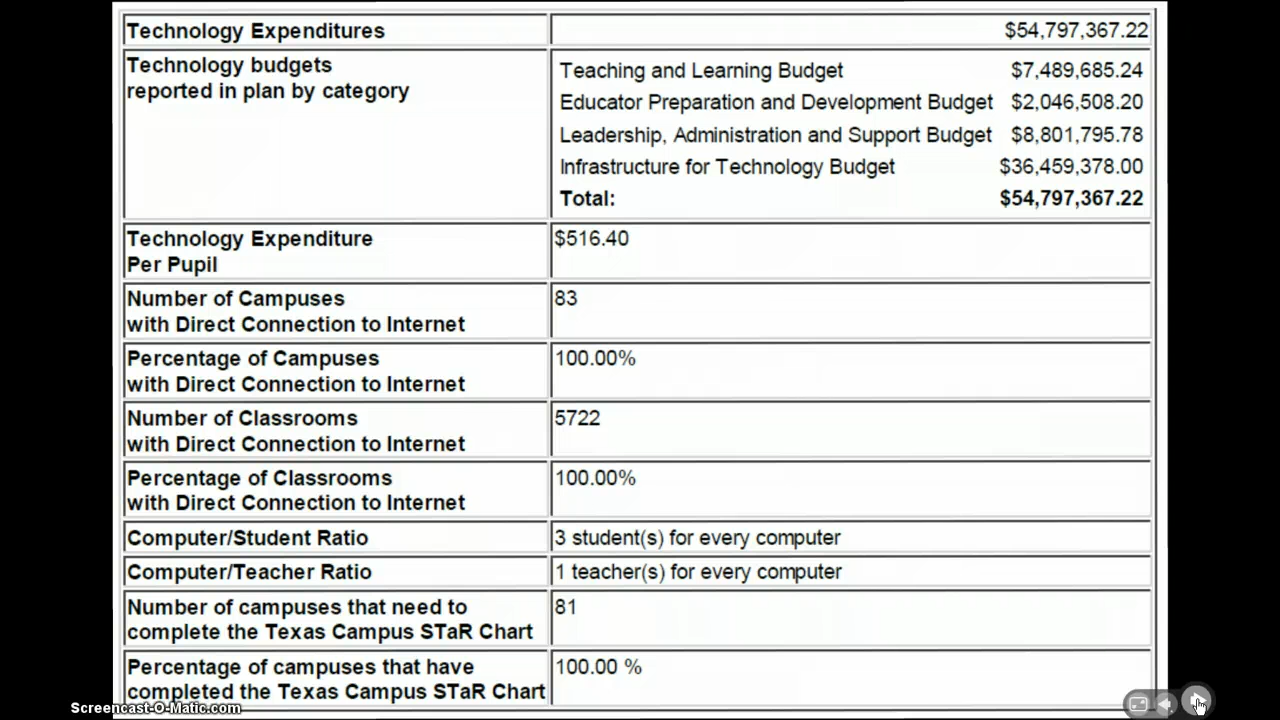 Technology Expenditures $54,797,367.22
Technology budgets
reported in plan by category
Teaching and Learning Budget $7,489,685.24
Educator Preparation and Development Budget $2,046,508.20
Leadership, Administration and Support Budget $8,801,795.78
Infrastructure for Technology Budget $36,459,378.00
Total: $54,797,367.22
Technology Expenditure
Per Pupil
$516.40
Number of Campuses
with Direct Connection to Internet
83
Percentage of Campuses
with Direct Connection to Internet
100.00%
Number of Classrooms
with Direct Connection to Internet
5722
Percentage of Classrooms
with Direct Connection to Internet
100.00%
Computer/Student Ratio 3 student(s) for every computer
Computer/Teacher Ratio 1 teacher(s) for every computer
Number of campuses that need to
complete the Texas Campus STaR Chart
81
Percentage of campuses that have
completed the Texas Campus STaR Chart
100.00 %
Screencast-O-Matic.com